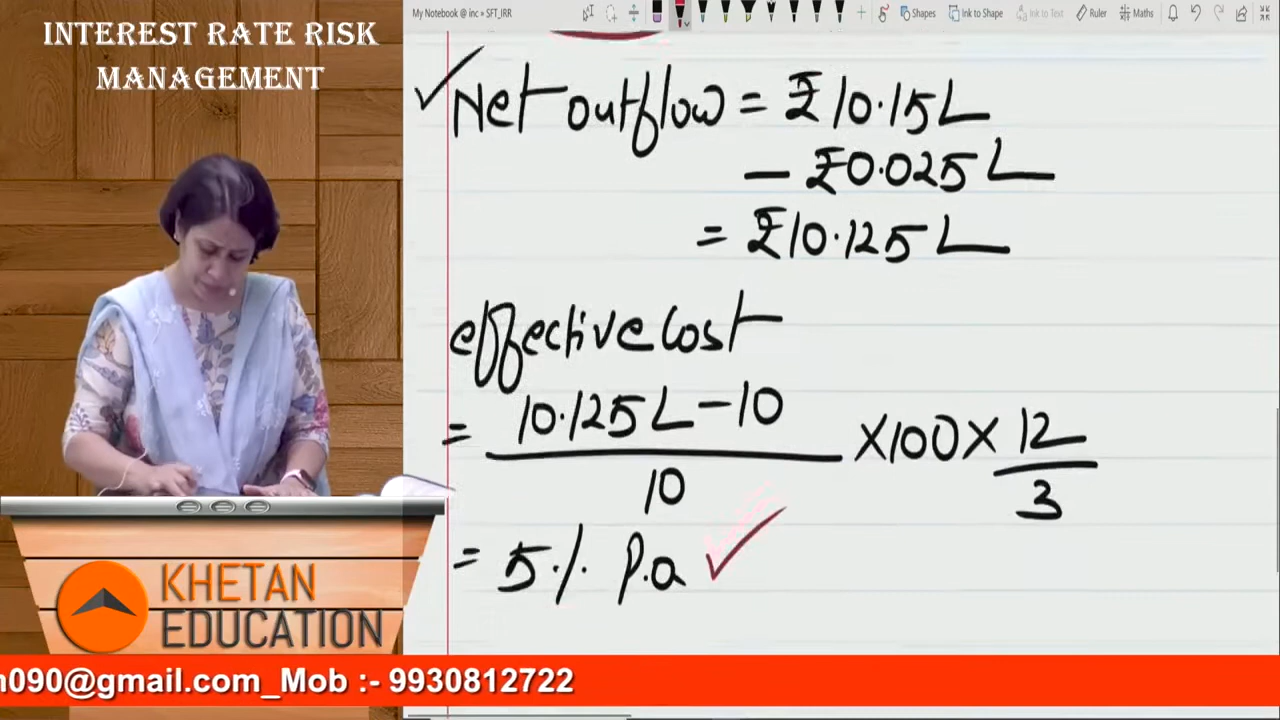 INTEREST RATE RISK
MANAGEMENT
My Notebook @ inc » SFT_IRR
Shapes
Ink to Shape
Ink to Text
Ruler
Maths
Net outflow = ₹10.15L
- ₹0.025L
= ₹10.125L
effective cost
= 10.125L - 10
10
×100× 12
3
= 5% p.a
KHETAN
EDUCATION
n090@gmail.com_Mob :- 9930812722